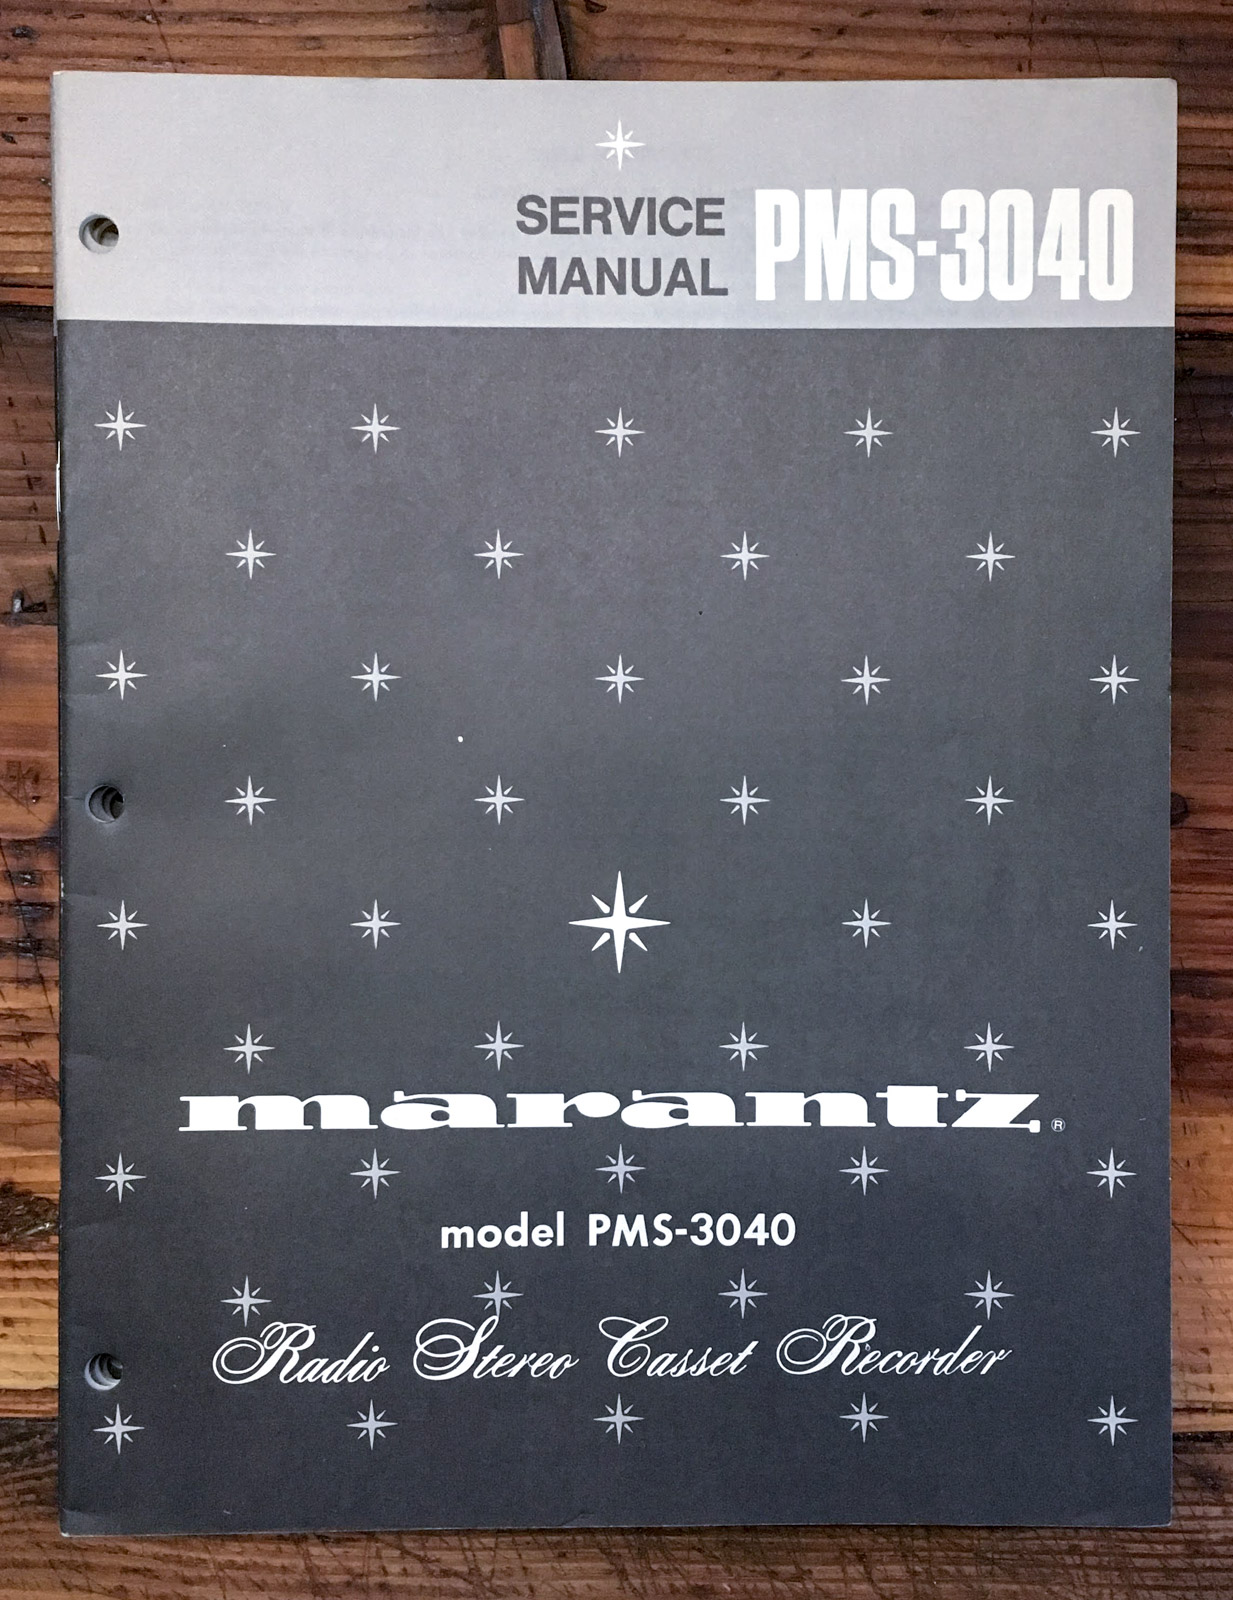 SERVICE
MANUAL
PMS-3040
marantz®
model PMS-3040
Radio Stereo Casset Recorder